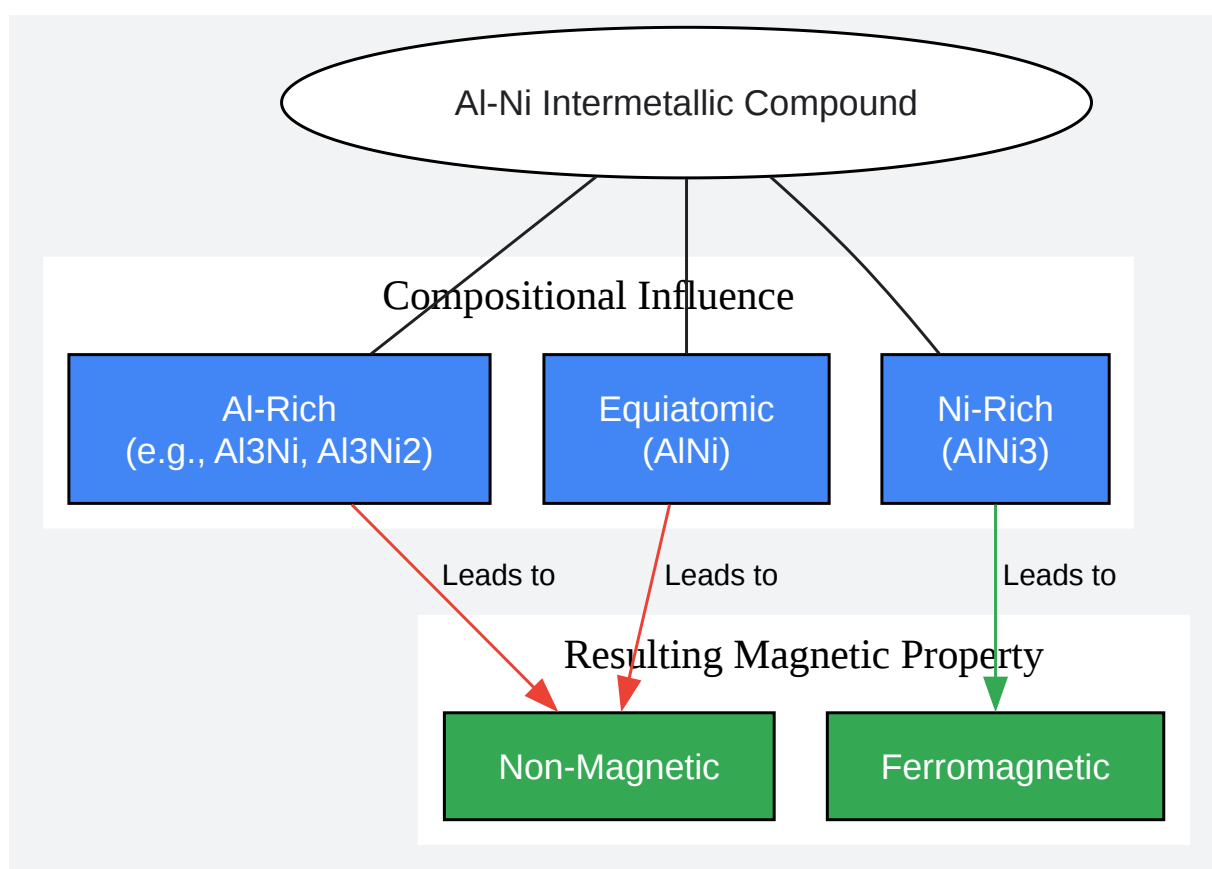 Al-Ni Intermetallic Compound
Compositional Influence
Al-Rich
(e.g., Al3Ni, Al3Ni2)
Equiatomic
(AlNi)
Ni-Rich
(AlNi3)
Leads to
Leads to
Leads to
Resulting Magnetic Property
Non-Magnetic
Ferromagnetic